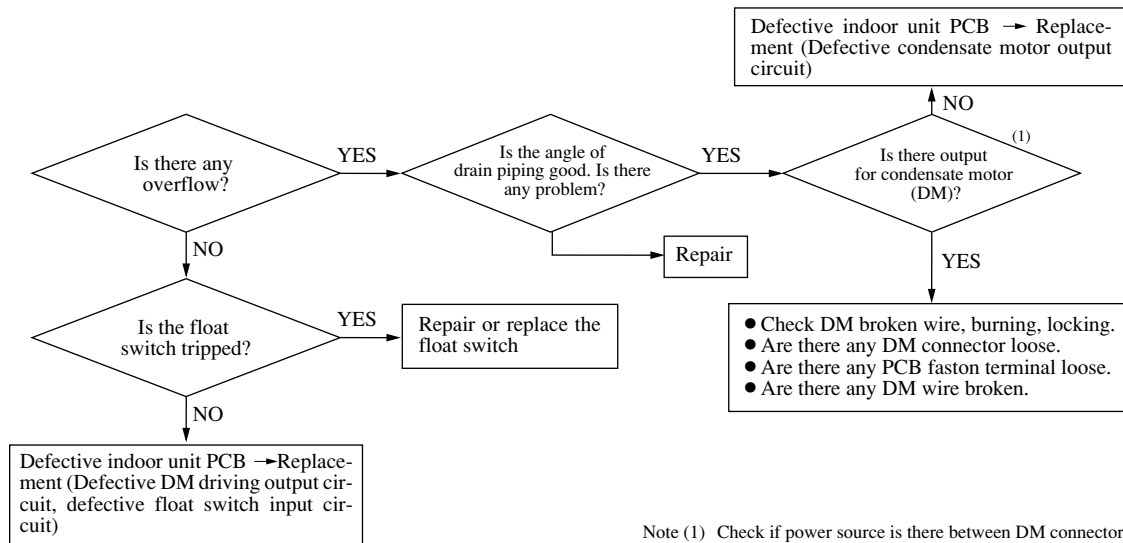 Defective indoor unit PCB → Replace-
ment (Defective condensate motor output
circuit)
NO
(1)
Is there any
overflow?
YES
Is the angle of
drain piping good. Is there
any problem?
YES
Is there output
for condensate motor
(DM)?
NO
Repair
YES
Is the float
switch tripped?
YES
Repair or replace the
float switch
● Check DM broken wire, burning, locking.
● Are there any DM connector loose.
● Are there any PCB faston terminal loose.
● Are there any DM wire broken.
NO
Defective indoor unit PCB →Replace-
ment (Defective DM driving output cir-
cuit, defective float switch input cir-
cuit)
Note (1) Check if power source is there between DM connector